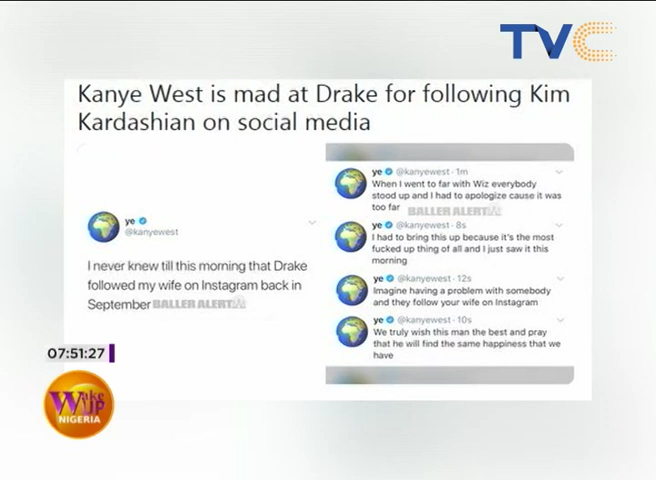 TVC
Kanye West is mad at Drake for following Kim
Kardashian on social media
ye
@kanyewest
I never knew till this morning that Drake
followed my wife on Instagram back in
September BALLER ALERT
ye @kanyewest · 1m
When I went to far with Wiz everybody
stood up and I had to apologize cause it was
too far BALLER ALERT
ye @kanyewest · 8s
I had to bring this up because it's the most
fucked up thing of all and I just saw it this
morning
ye @kanyewest · 12s
Imagine having a problem with somebody
and they follow your wife on Instagram
ye @kanyewest · 10s
We truly wish this man the best and pray
that he will find the same happiness that we
have
07:51:27
Wake
UP
NIGERIA